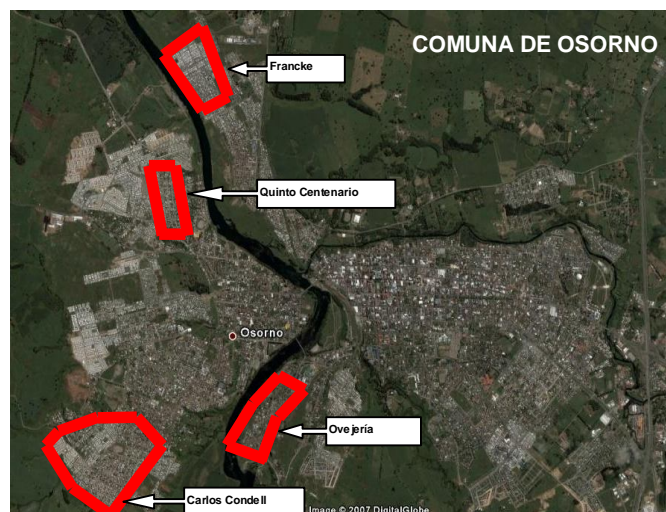 COMUNA DE OSORNO
Francke
Quinto Centenario
Osorno
Ovejería
Carlos Condell
Image © 2007 DigitalGlobe